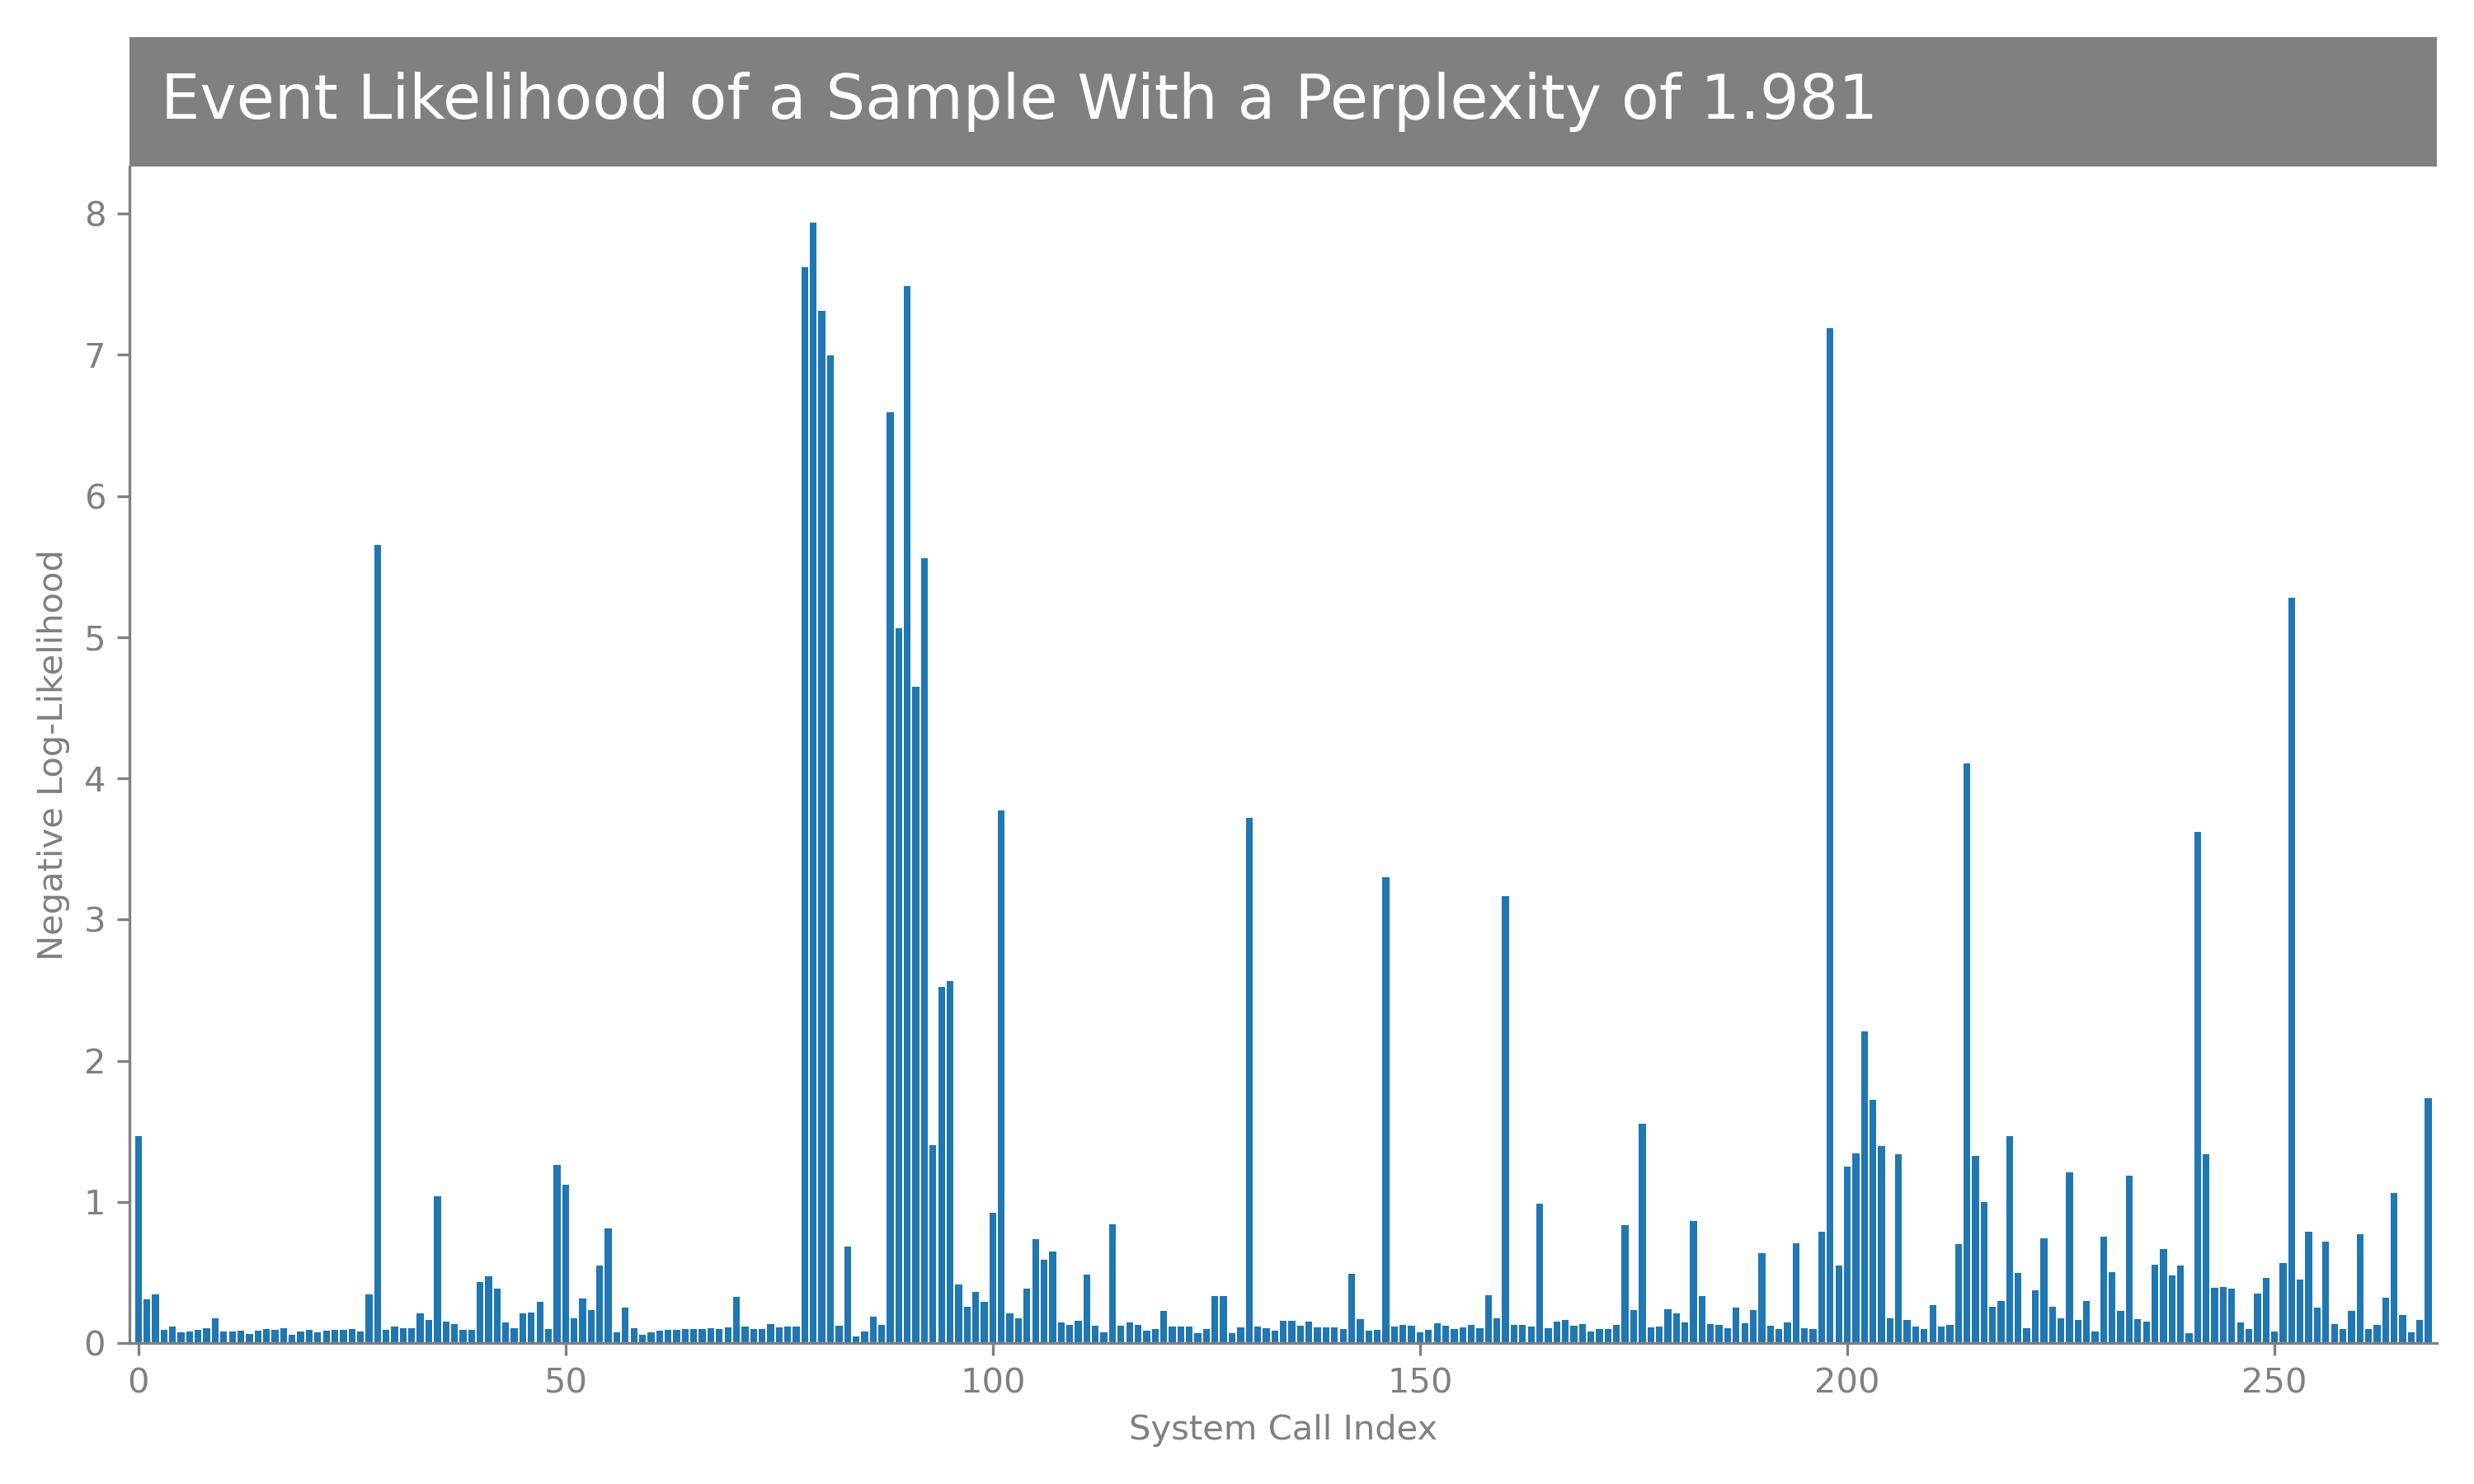 Event Likelihood of a Sample With a Perplexity of 1.981
8
7
6
5
4
3
2
1
0
Negative Log-Likelihood
0 50 100 150 200 250
System Call Index